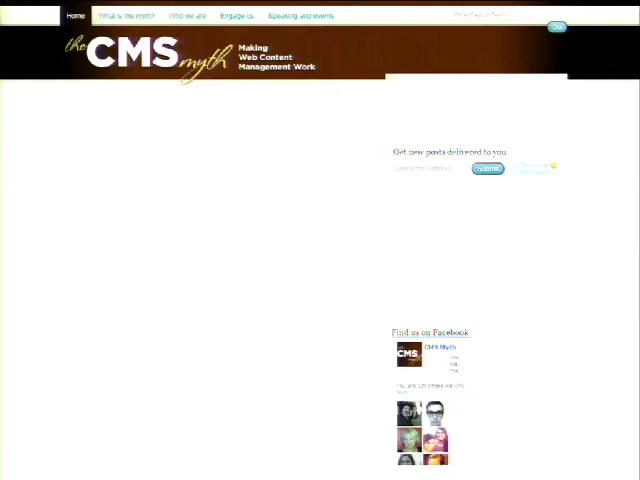 Home What is the myth? Who we are Engage us Speaking and events
Go
the CMS myth
Making
Web Content
Management Work
Get new posts delivered to you
Submit
Find us on Facebook
CMS Myth